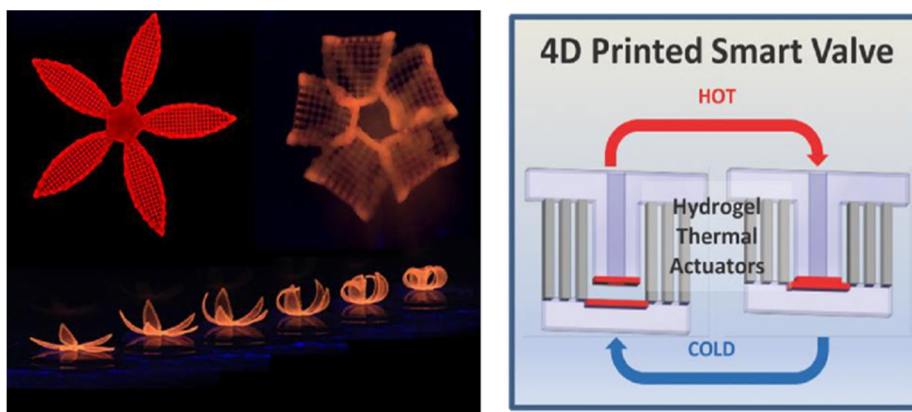 4D Printed Smart Valve
HOT
Hydrogel
Thermal
Actuators
COLD